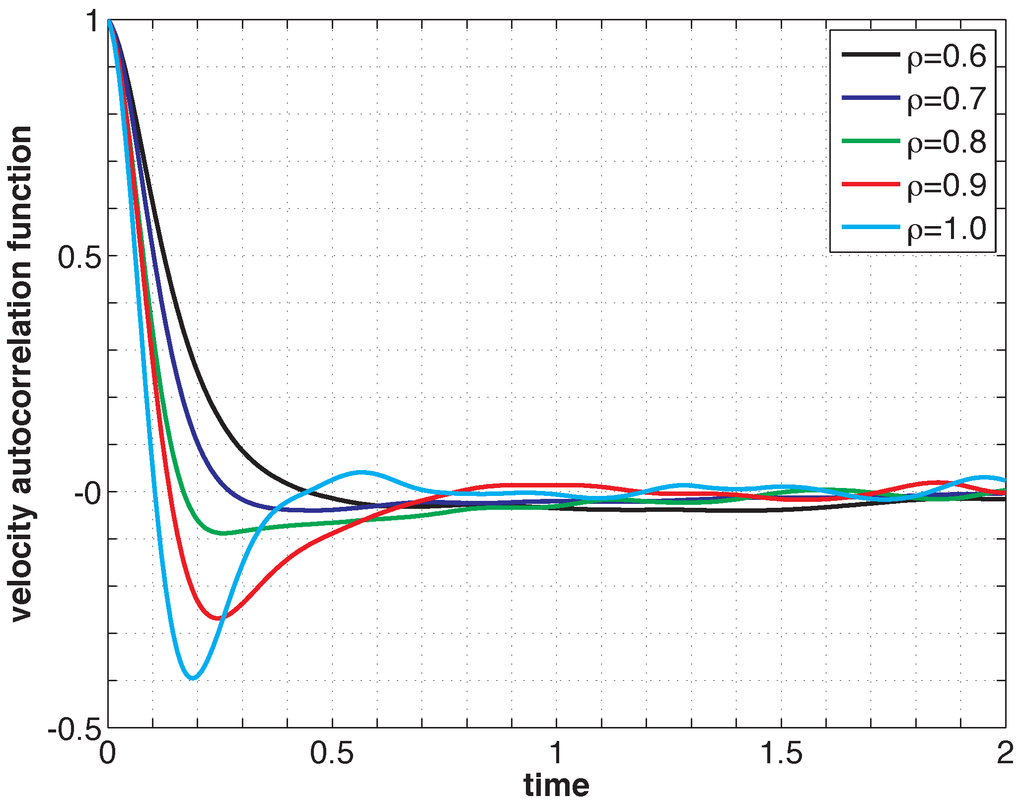 velocity autocorrelation function
1
0.5
-0
-0.5
ρ=0.6
ρ=0.7
ρ=0.8
ρ=0.9
ρ=1.0
0 0.5 1 1.5 2
time